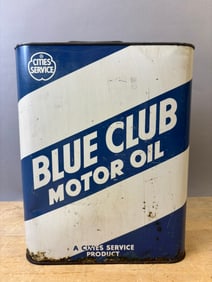 CITIES
SERVICE
BLUE CLUB
MOTOR OIL
A CITIES SERVICE
PRODUCT